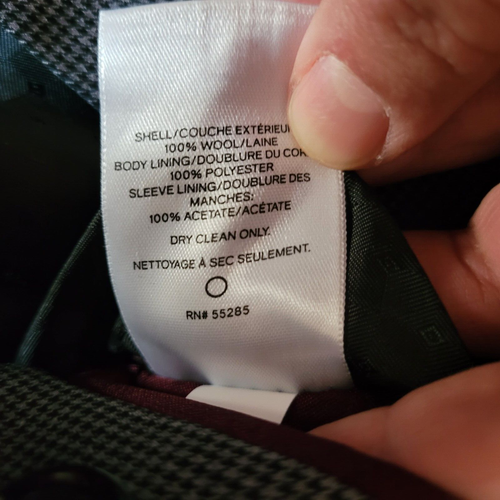 SHELL/COUCHE EXTÉRIEU
100% WOOL/LAINE
BODY LINING/DOUBLURE DU COR
100% POLYESTER
SLEEVE LINING/DOUBLURE DES
MANCHES:
100% ACETATE/ACÉTATE
DRY CLEAN ONLY.
NETTOYAGE À SEC SEULEMENT.
RN# 55285